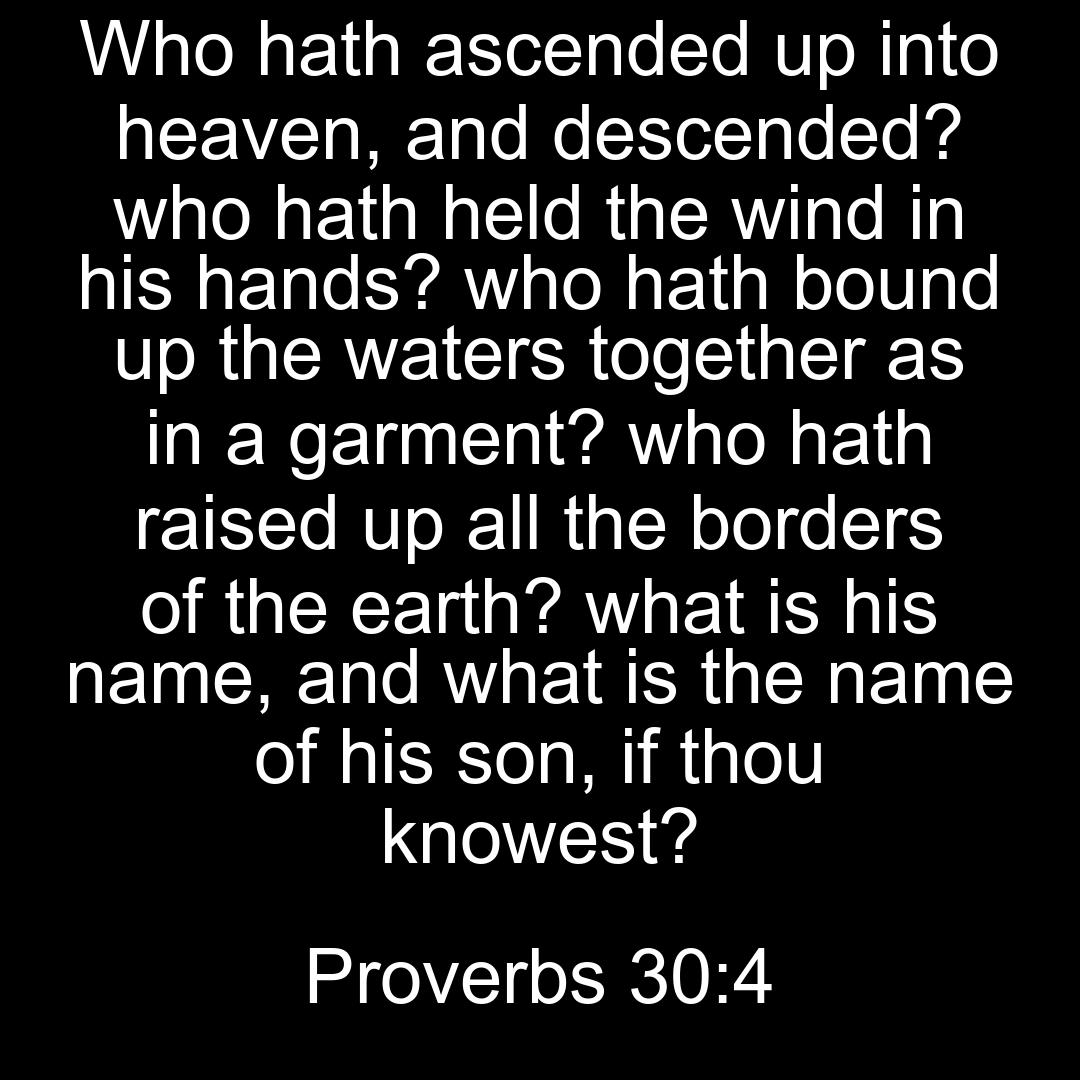 Who hath ascended up into
heaven, and descended?
who hath held the wind in
his hands? who hath bound
up the waters together as
in a garment? who hath
raised up all the borders
of the earth? what is his
name, and what is the name
of his son, if thou
knowest?
Proverbs 30:4